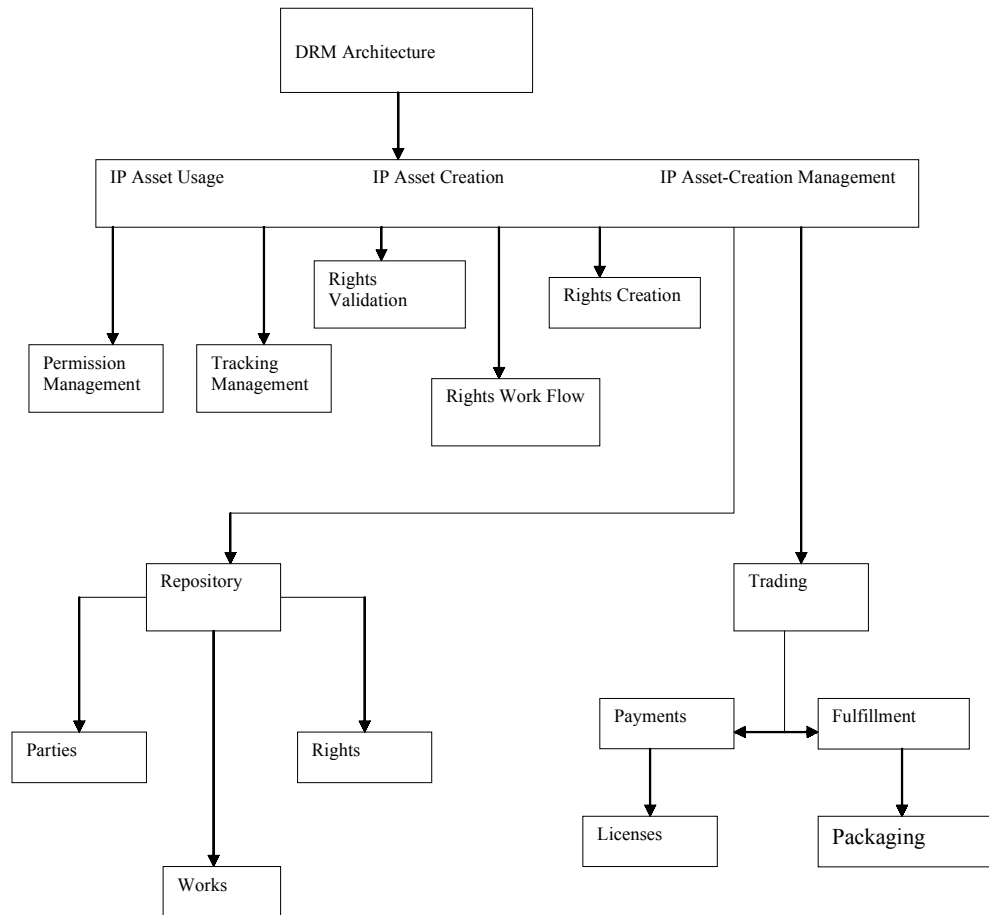 DRM Architecture
IP Asset Usage
IP Asset Creation
IP Asset-Creation Management
Rights
Validation
Rights Creation
Permission
Management
Tracking
Management
Rights Work Flow
Repository
Trading
Parties
Rights
Payments
Fulfillment
Licenses
Packaging
Works